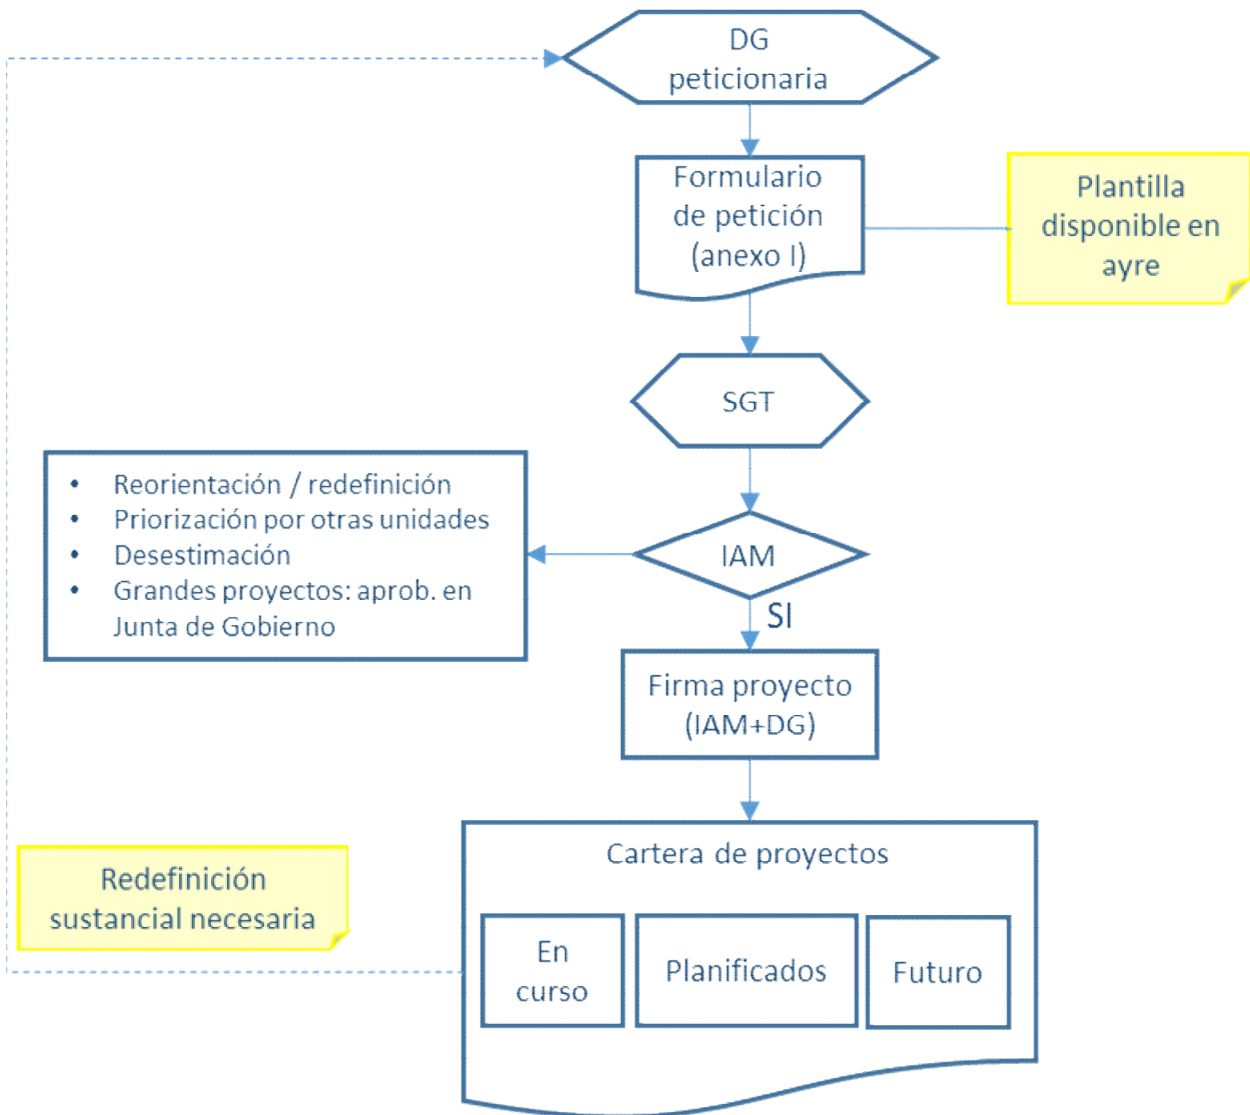 DG
peticionaria
Formulario
de petición
(anexo I)
Plantilla
disponible en
ayre
SGT
• Reorientación / redefinición
• Priorización por otras unidades
• Desestimación
• Grandes proyectos: aprob. en
Junta de Gobierno
IAM
SI
Firma proyecto
(IAM+DG)
Cartera de proyectos
Redefinición
sustancial necesaria
En
curso
Planificados
Futuro